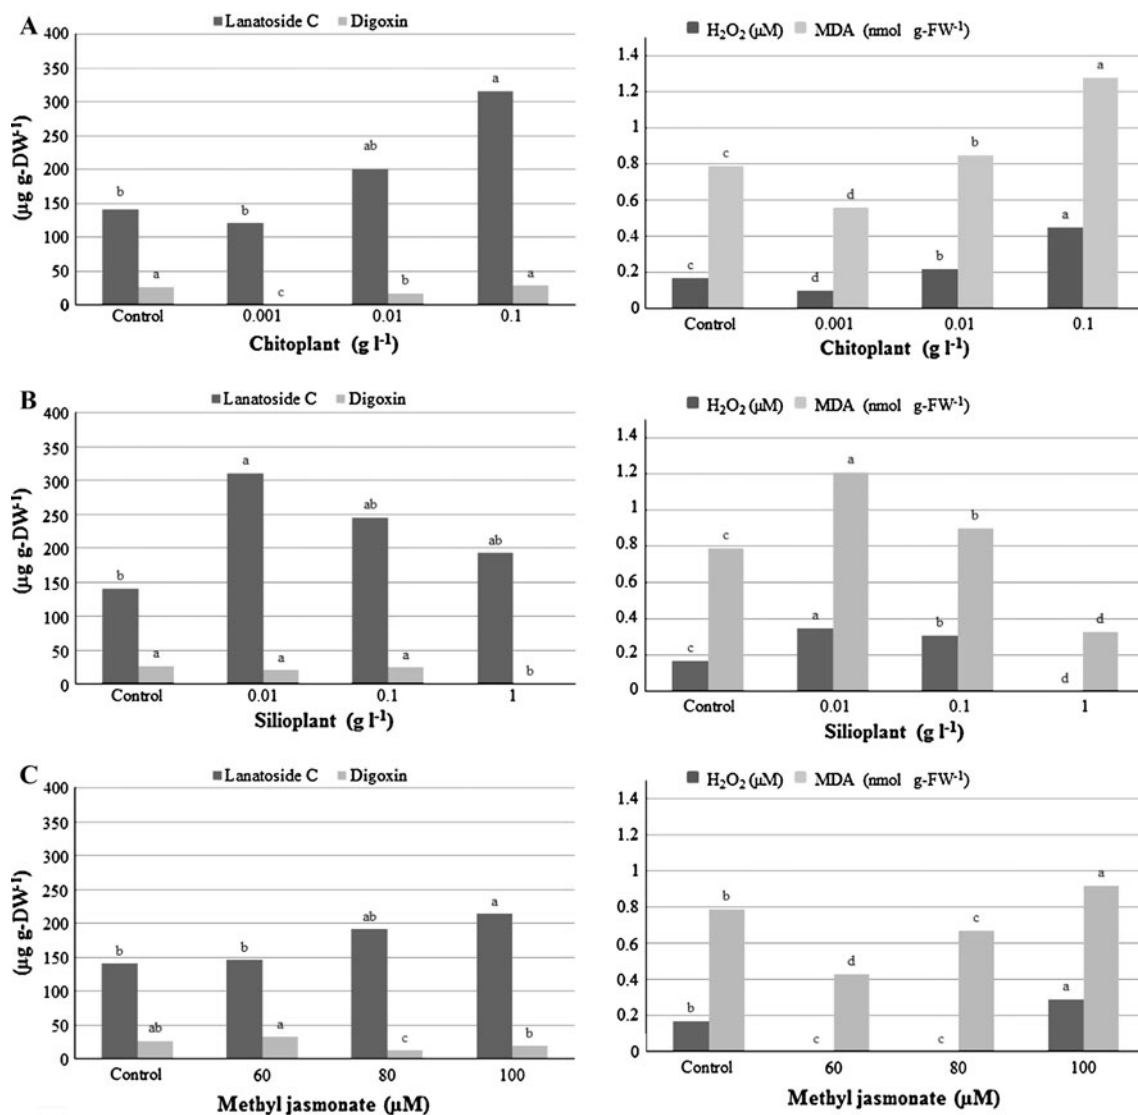 A
Lanatoside C Digoxin
400
350
300
250
200
150
100
50
0
(µg g-DW-1)
b a b c ab b a a
Control 0.001 0.01 0.1
Chitoplant (g l-1)
H2O2 (µM) MDA (nmol g-FW-1)
1.4
1.2
1
0.8
0.6
0.4
0.2
0
c c d d b b a a
Control 0.001 0.01 0.1
Chitoplant (g l-1)
B
Lanatoside C Digoxin
400
350
300
250
200
150
100
50
0
(µg g-DW-1)
b a a a ab a ab b
Control 0.01 0.1 1
Silioplant (g l-1)
H2O2 (µM) MDA (nmol g-FW-1)
1.4
1.2
1
0.8
0.6
0.4
0.2
0
c c a a b b d d
Control 0.01 0.1 1
Silioplant (g l-1)
C
Lanatoside C Digoxin
400
350
300
250
200
150
100
50
0
(µg g-DW-1)
b ab b a ab c a b
Control 60 80 100
Methyl jasmonate (µM)
H2O2 (µM) MDA (nmol g-FW-1)
1.4
1.2
1
0.8
0.6
0.4
0.2
0
b b c d c c a a
Control 60 80 100
Methyl jasmonate (µM)